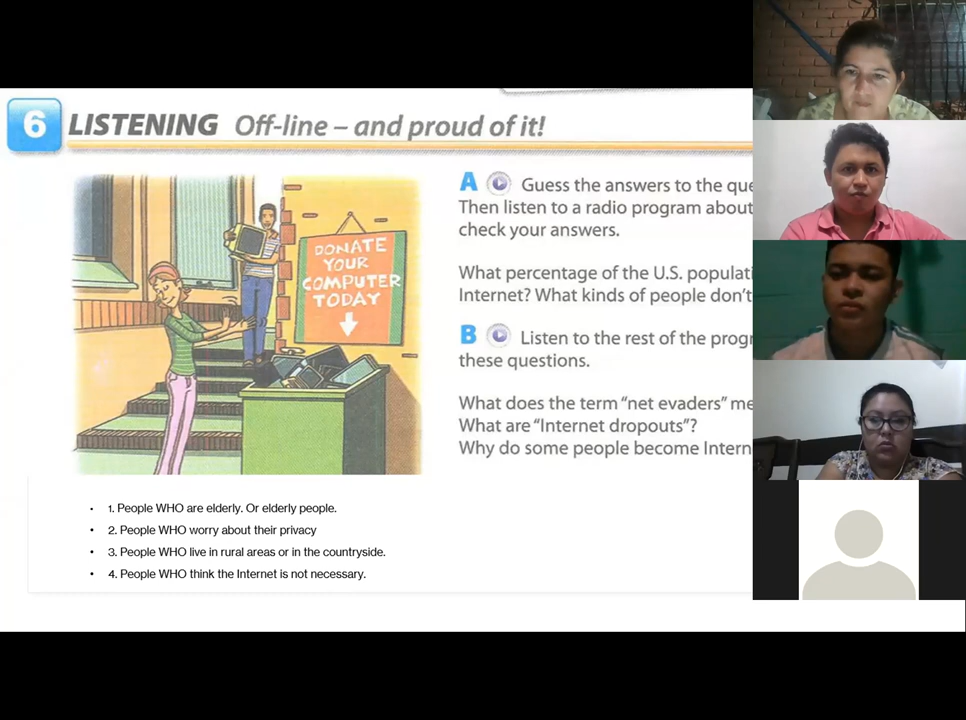 6 LISTENING Off-line – and proud of it!
DONATE
YOUR
COMPUTER
TODAY
A Guess the answers to the que
Then listen to a radio program about
check your answers.
What percentage of the U.S. populati
Internet? What kinds of people don't
B Listen to the rest of the progr
these questions.
What does the term "net evaders" me
What are "Internet dropouts"?
Why do some people become Intern
• 1. People WHO are elderly. Or elderly people.
• 2. People WHO worry about their privacy
• 3. People WHO live in rural areas or in the countryside.
• 4. People WHO think the Internet is not necessary.